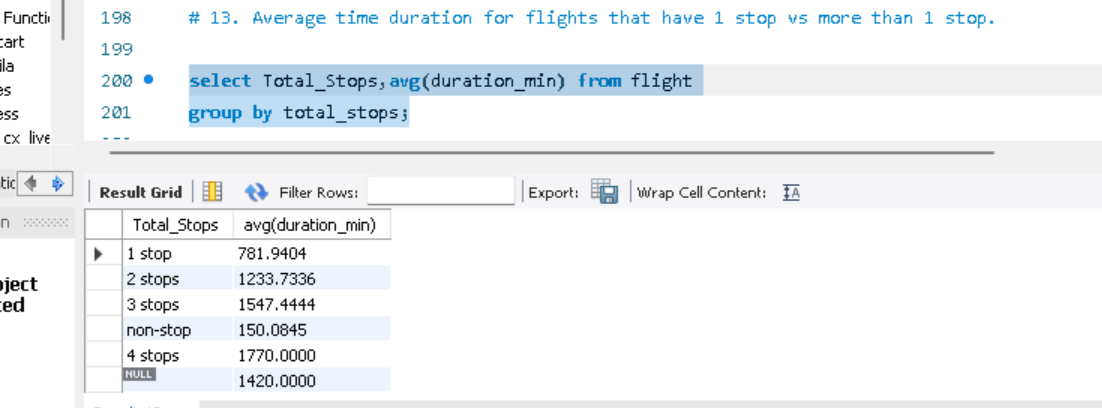 Functi
198 # 13. Average time duration for flights that have 1 stop vs more than 1 stop.
tart
199
ila
200 select Total_Stops,avg(duration_min) from flight
es
201 group by total_stops;
ess
cx_live
tic
Result Grid Filter Rows: Export: Wrap Cell Content: IA
n
Total_Stops avg(duration_min)
1 stop 781.9404
2 stops 1233.7336
oject
3 stops 1547.4444
ted
non-stop 150.0845
4 stops 1770.0000
NULL 1420.0000